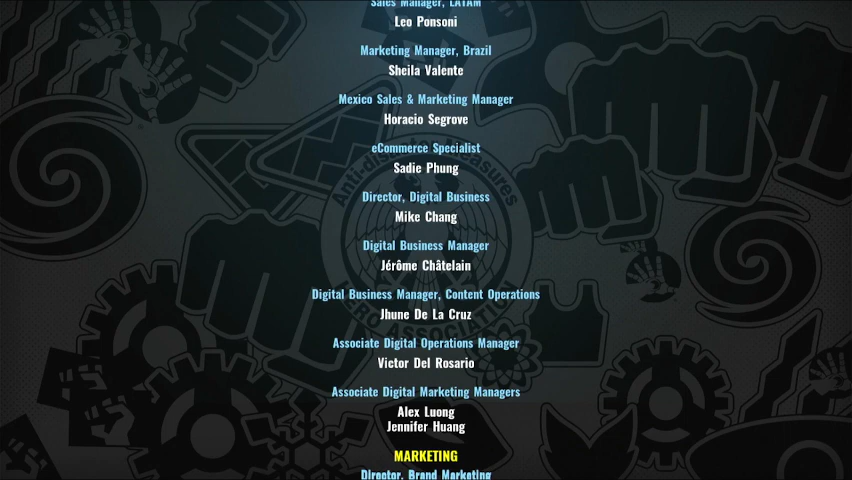 Sales Manager, LATAM
Leo Ponsoni
Marketing Manager, Brazil
Sheila Valente
Mexico Sales & Marketing Manager
Horacio Segrove
eCommerce Specialist
Sadie Phung
Director, Digital Business
Mike Chang
Digital Business Manager
Jérôme Châtelain
Digital Business Manager, Content Operations
Jhune De La Cruz
Associate Digital Operations Manager
Victor Del Rosario
Associate Digital Marketing Managers
Alex Luong
Jennifer Huang
MARKETING
Director, Brand Marketing
Measures
ASSOCIATION